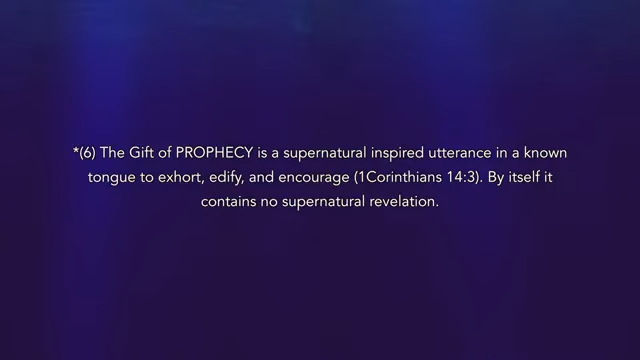 *(6) The Gift of PROPHECY is a supernatural inspired utterance in a known
tongue to exhort, edify, and encourage (1Corinthians 14:3). By itself it
contains no supernatural revelation.